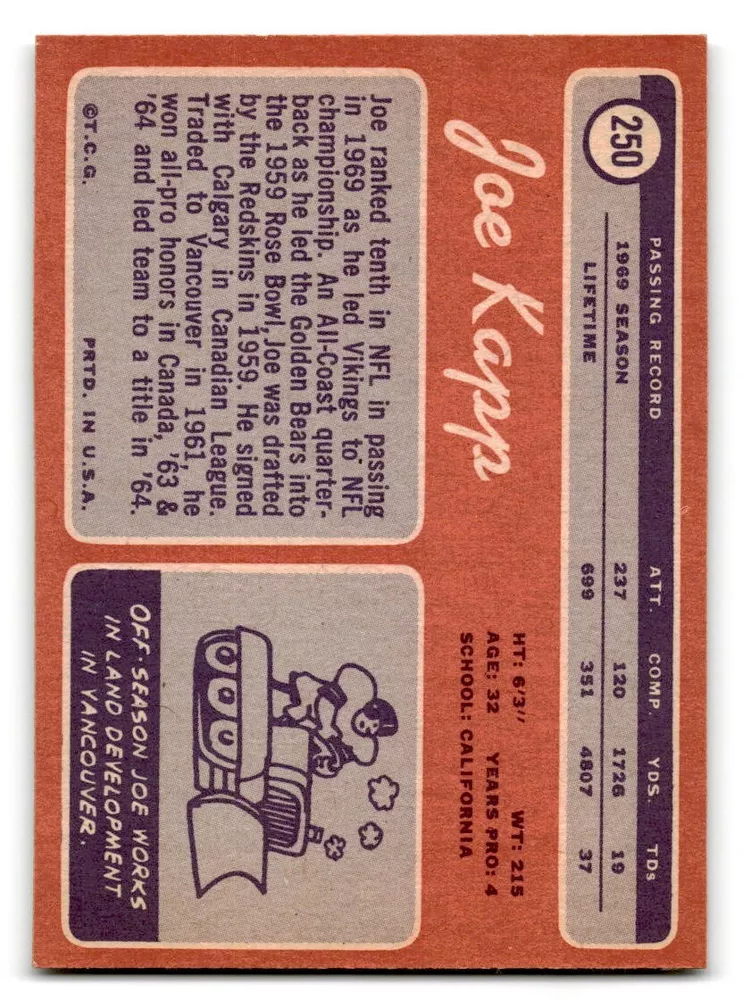 250
PASSING RECORD ATT. COMP. YDS. TDs
1969 SEASON 237 120 1726 19
LIFETIME 699 351 4807 37
Joe Kapp
HT: 6'3" WT: 215
AGE: 32 YEARS PRO: 4
SCHOOL: CALIFORNIA
Joe ranked tenth in NFL in passing
in 1969 as he led Vikings to NFL
championship. An All-Coast quarter-
back as he led the Golden Bears into
the 1959 Rose Bowl, Joe was drafted
by the Redskins in 1959. He signed
with Calgary in Canadian League.
Traded to Vancouver in 1961, he
won all-pro honors in Canada, '63 &
'64 and led team to a title in '64.
©T.C.G. PRTD. IN U.S.A.
OFF-SEASON JOE WORKS
IN LAND DEVELOPMENT
IN VANCOUVER.